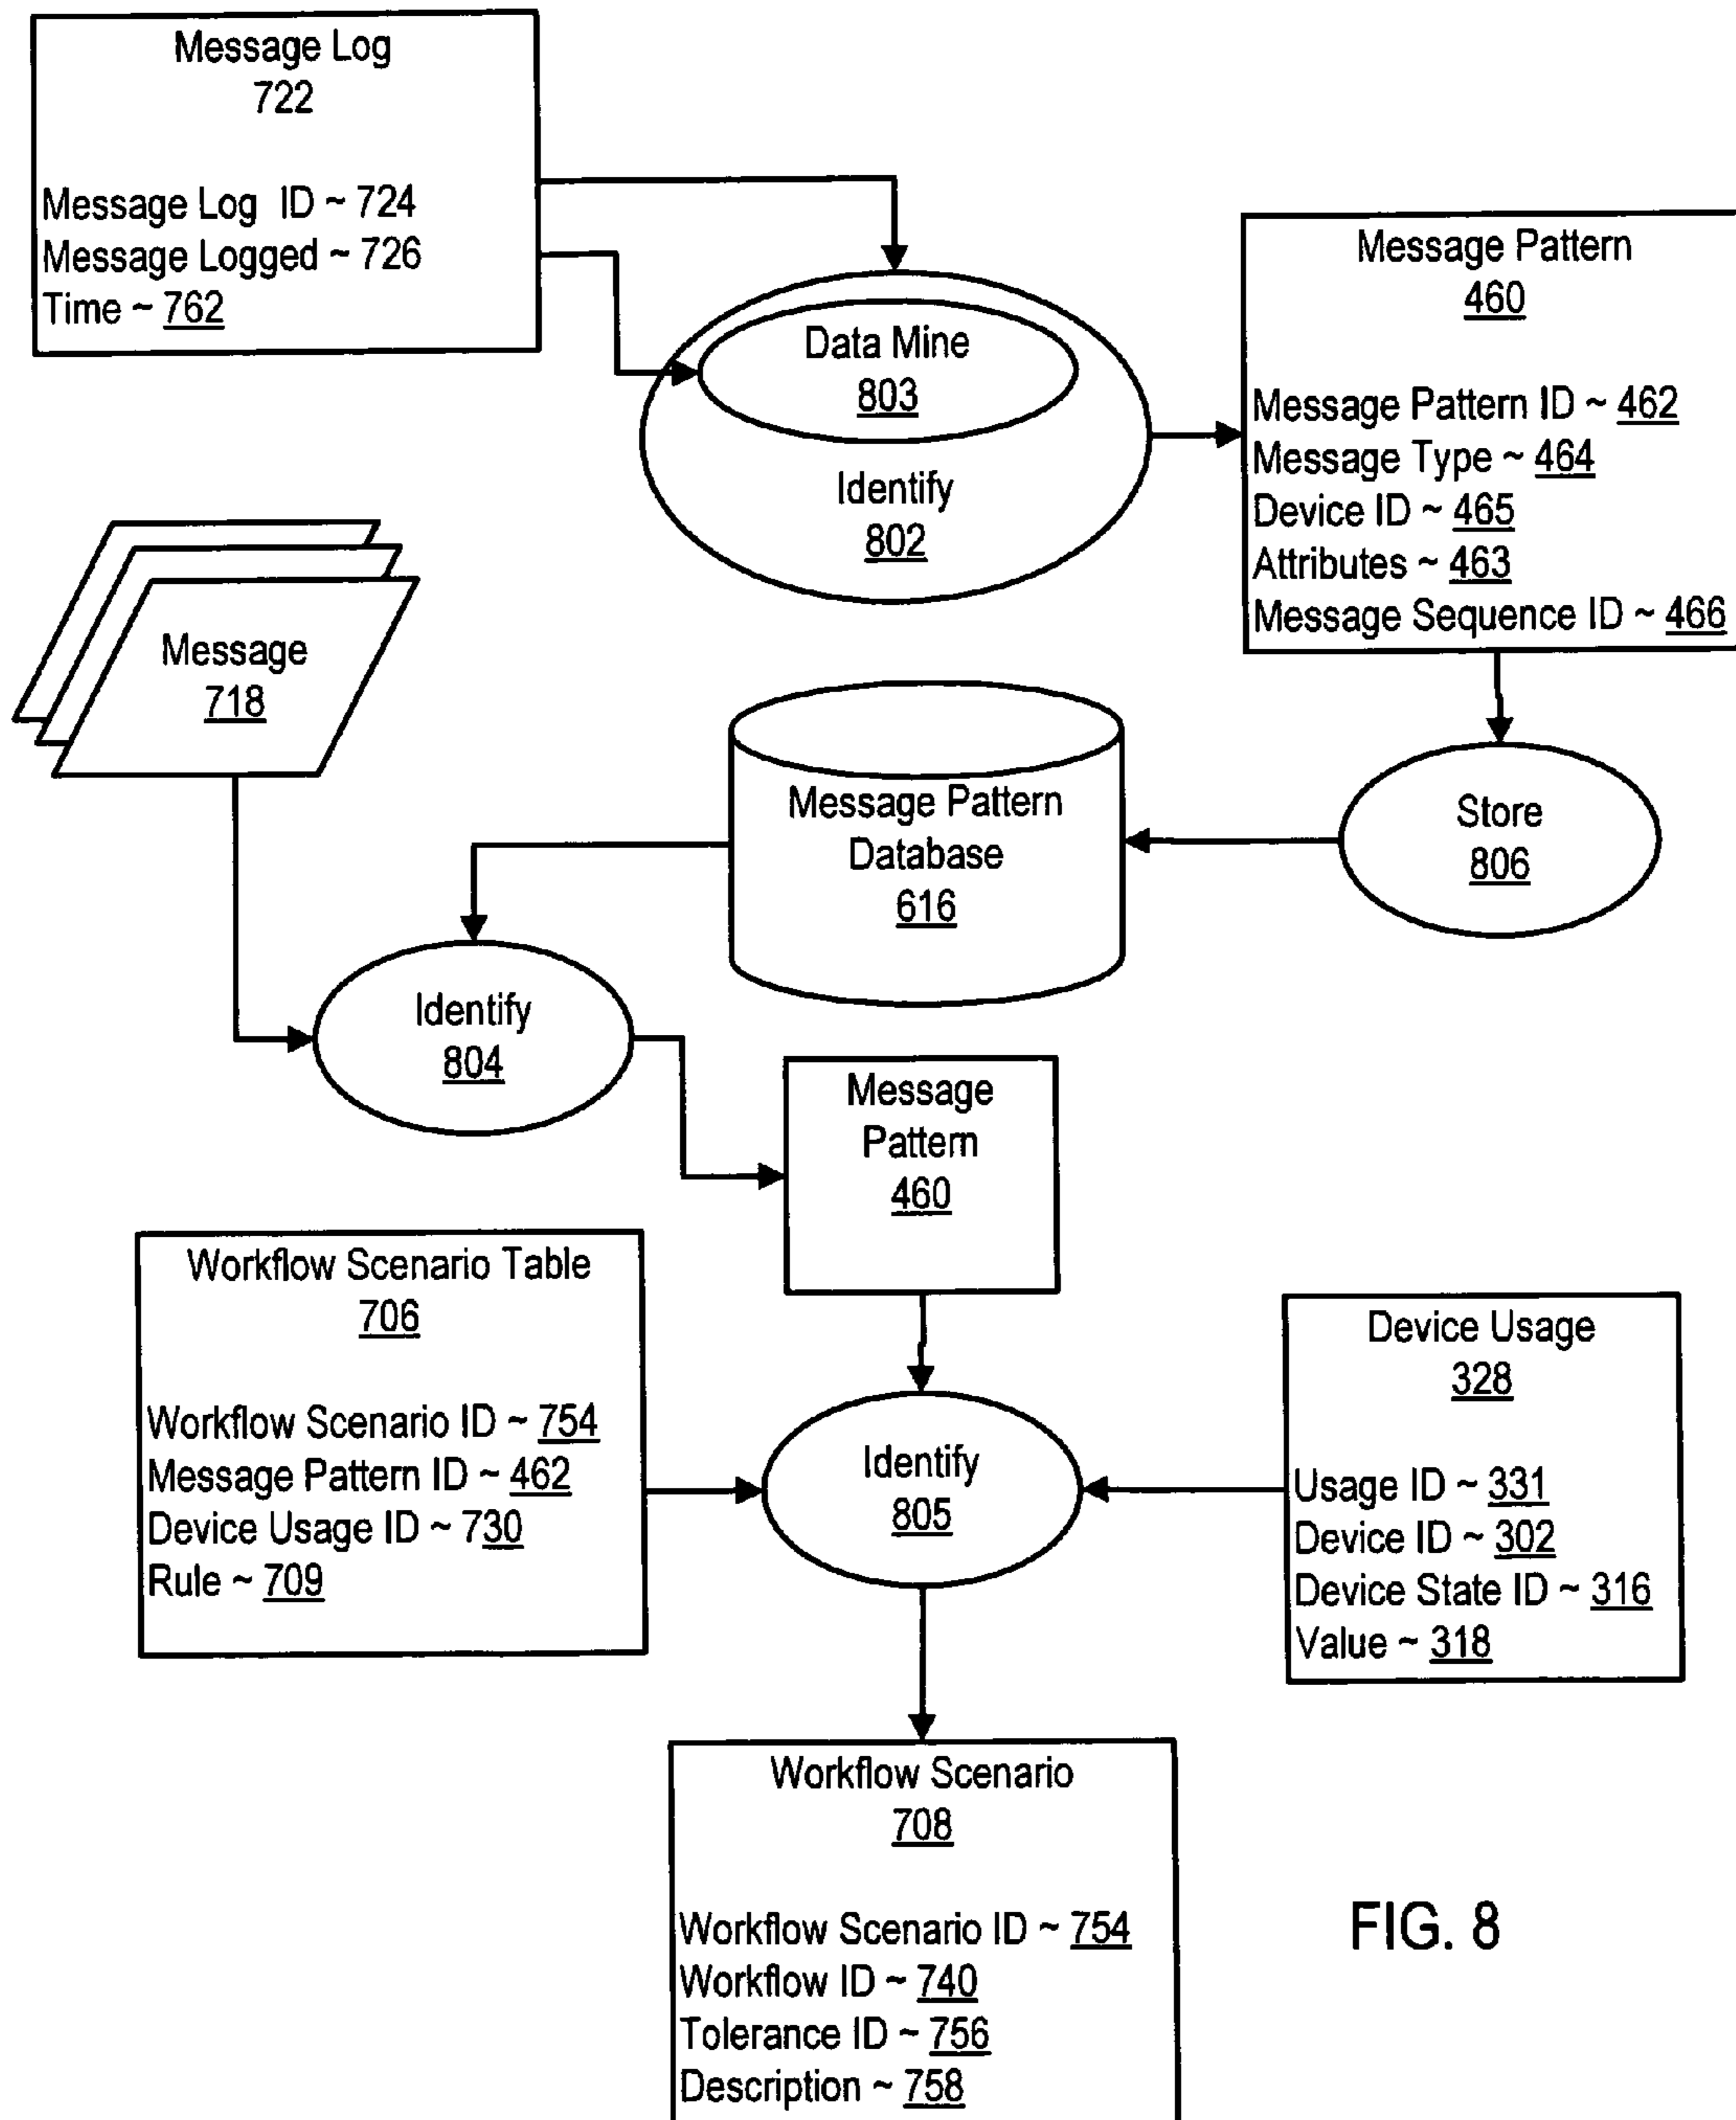 Message Log
722
Message Log ID ~ 724
Message Logged ~ 726
Time ~ 762
Data Mine
803
Identify
802
Message Pattern
460
Message Pattern ID ~ 462
Message Type ~ 464
Device ID ~ 465
Attributes ~ 463
Message Sequence ID ~ 466
Message
718
Message Pattern
Database
616
Store
806
Identify
804
Message
Pattern
460
Workflow Scenario Table
706
Workflow Scenario ID ~ 754
Message Pattern ID ~ 462
Device Usage ID ~ 730
Rule ~ 709
Identify
805
Device Usage
328
Usage ID ~ 331
Device ID ~ 302
Device State ID ~ 316
Value ~ 318
Workflow Scenario
708
Workflow Scenario ID ~ 754
Workflow ID ~ 740
Tolerance ID ~ 756
Description ~ 758
FIG. 8